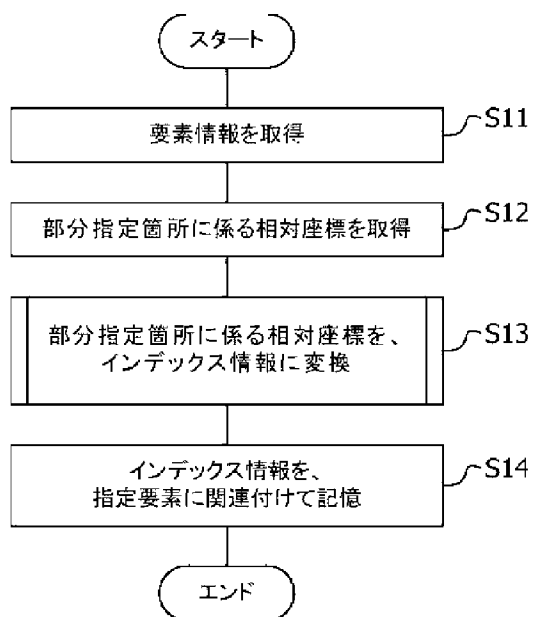 スタート
要素情報を取得
S11
部分指定箇所に係る相対座標を取得
S12
部分指定箇所に係る相対座標を、
インデックス情報に変換
S13
インデックス情報を、
指定要素に関連付けて記憶
S14
エンド